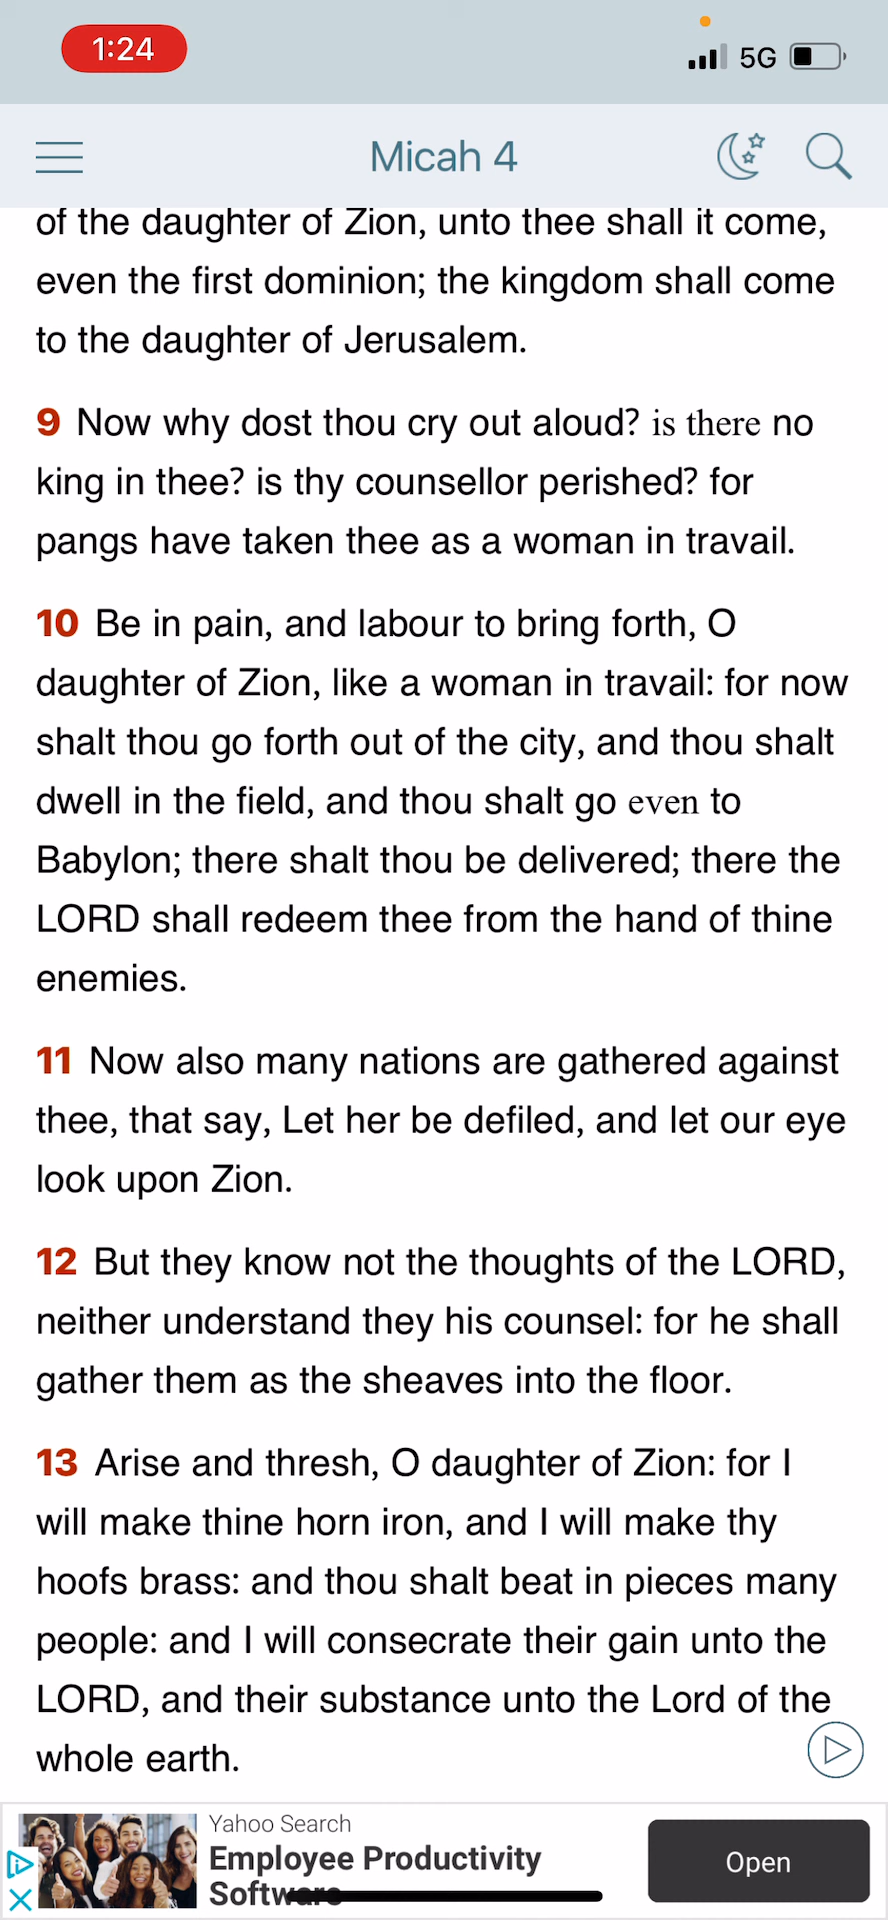 1:24
5G
Micah 4
of the daughter of Zion, unto thee shall it come,
even the first dominion; the kingdom shall come
to the daughter of Jerusalem.
9 Now why dost thou cry out aloud? is there no
king in thee? is thy counsellor perished? for
pangs have taken thee as a woman in travail.
10 Be in pain, and labour to bring forth, O
daughter of Zion, like a woman in travail: for now
shalt thou go forth out of the city, and thou shalt
dwell in the field, and thou shalt go even to
Babylon; there shalt thou be delivered; there the
LORD shall redeem thee from the hand of thine
enemies.
11 Now also many nations are gathered against
thee, that say, Let her be defiled, and let our eye
look upon Zion.
12 But they know not the thoughts of the LORD,
neither understand they his counsel: for he shall
gather them as the sheaves into the floor.
13 Arise and thresh, O daughter of Zion: for I
will make thine horn iron, and I will make thy
hoofs brass: and thou shalt beat in pieces many
people: and I will consecrate their gain unto the
LORD, and their substance unto the Lord of the
whole earth.
Yahoo Search
Employee Productivity
Software
Open